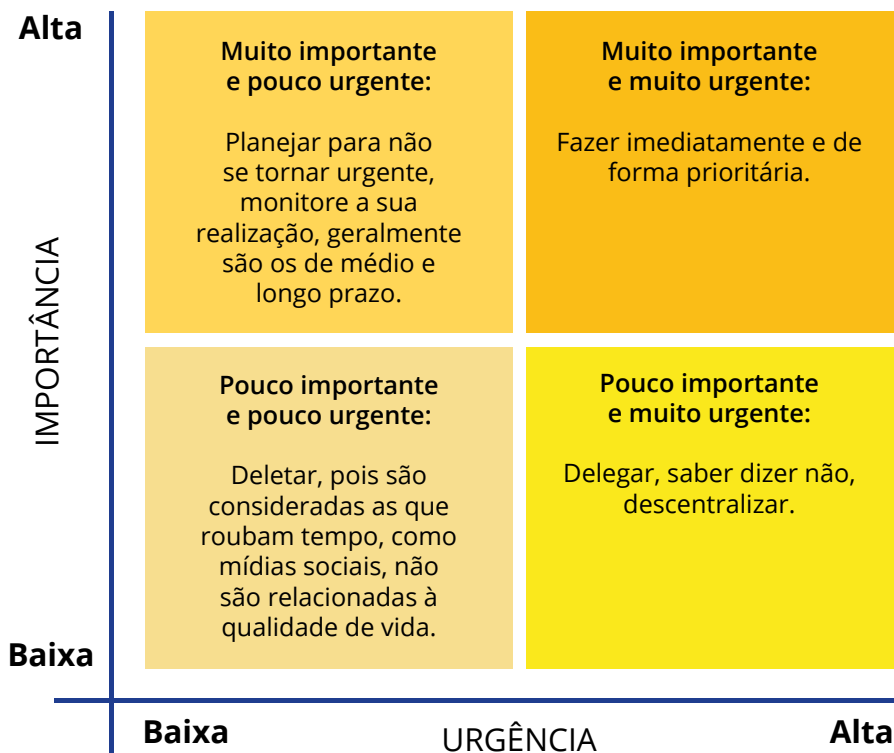 Alta
Muito importante
e pouco urgente:
Planejar para não
se tornar urgente,
monitore a sua
realização, geralmente
são os de médio e
longo prazo.
Muito importante
e muito urgente:
Fazer imediatamente e de
forma prioritária.
IMPORTÂNCIA
Pouco importante
e pouco urgente:
Deletar, pois são
consideradas as que
roubam tempo, como
mídias sociais, não
são relacionadas à
qualidade de vida.
Pouco importante
e muito urgente:
Delegar, saber dizer não,
descentralizar.
Baixa
Baixa
URGÊNCIA
Alta